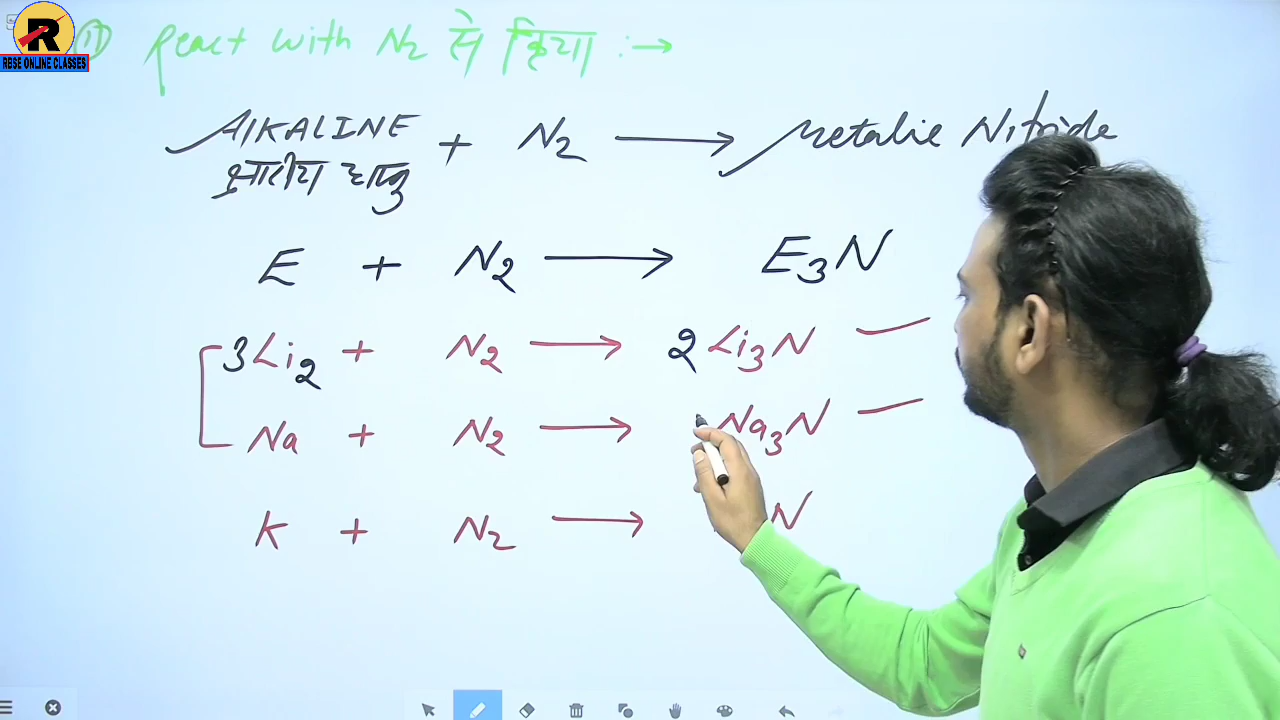 R
RBSE ONLINE CLASSES
React with N2 से क्रिया :→
ALKALINE + N2 → Metalic Nitride
क्षारीय धातु
E + N2 → E3N
3Li2 + N2 → 2Li3N
Na + N2 → Na3N
K + N2 → N